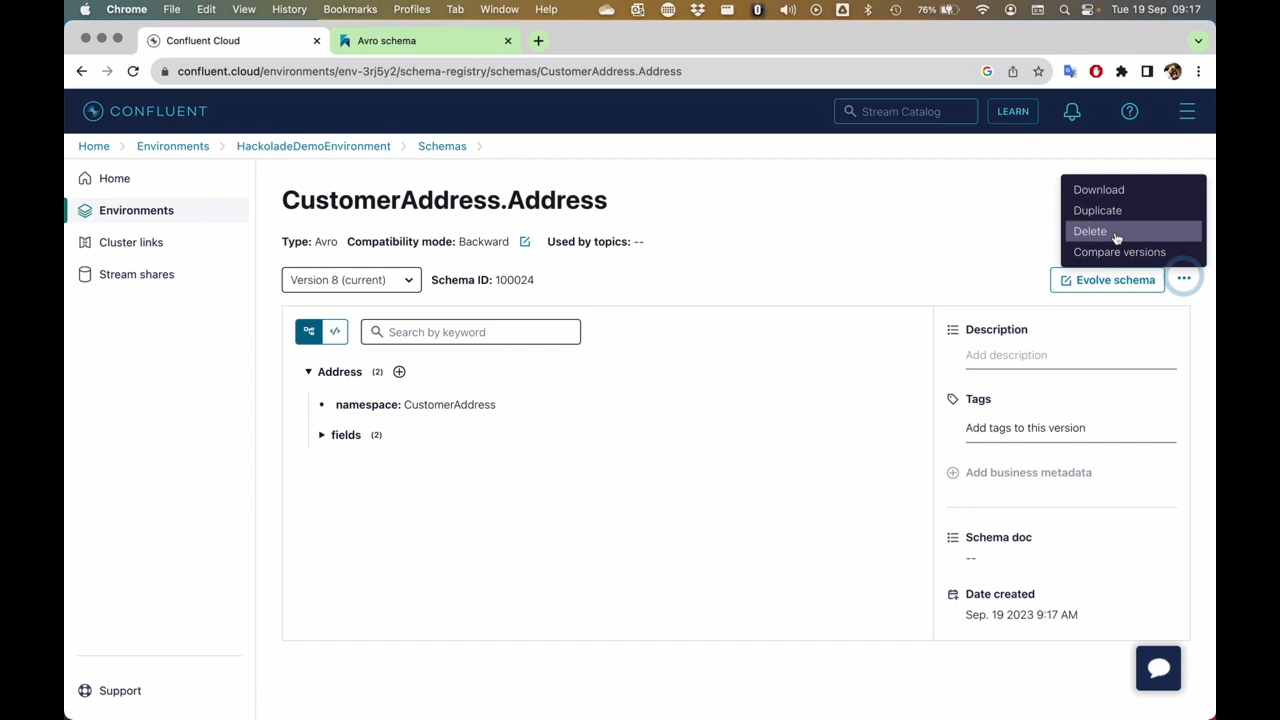 Chrome File Edit View History Bookmarks Profiles Tab Window Help 76% Tue 19 Sep 09:17
Confluent Cloud
Avro schema
confluent.cloud/environments/env-3rj5y2/schema-registry/schemas/CustomerAddress.Address
CONFLUENT
Stream Catalog
LEARN
Home
Environments
HackoladeDemoEnvironment
Schemas
Home
Environments
Cluster links
Stream shares
Support
CustomerAddress.Address
Type: Avro Compatibility mode: Backward Used by topics: --
Download
Duplicate
Delete
Compare versions
Version 8 (current)
Schema ID: 100024
Evolve schema
Search by keyword
Address (2)
namespace: CustomerAddress
fields (2)
Description
Add description
Tags
Add tags to this version
Add business metadata
Schema doc
--
Date created
Sep. 19 2023 9:17 AM